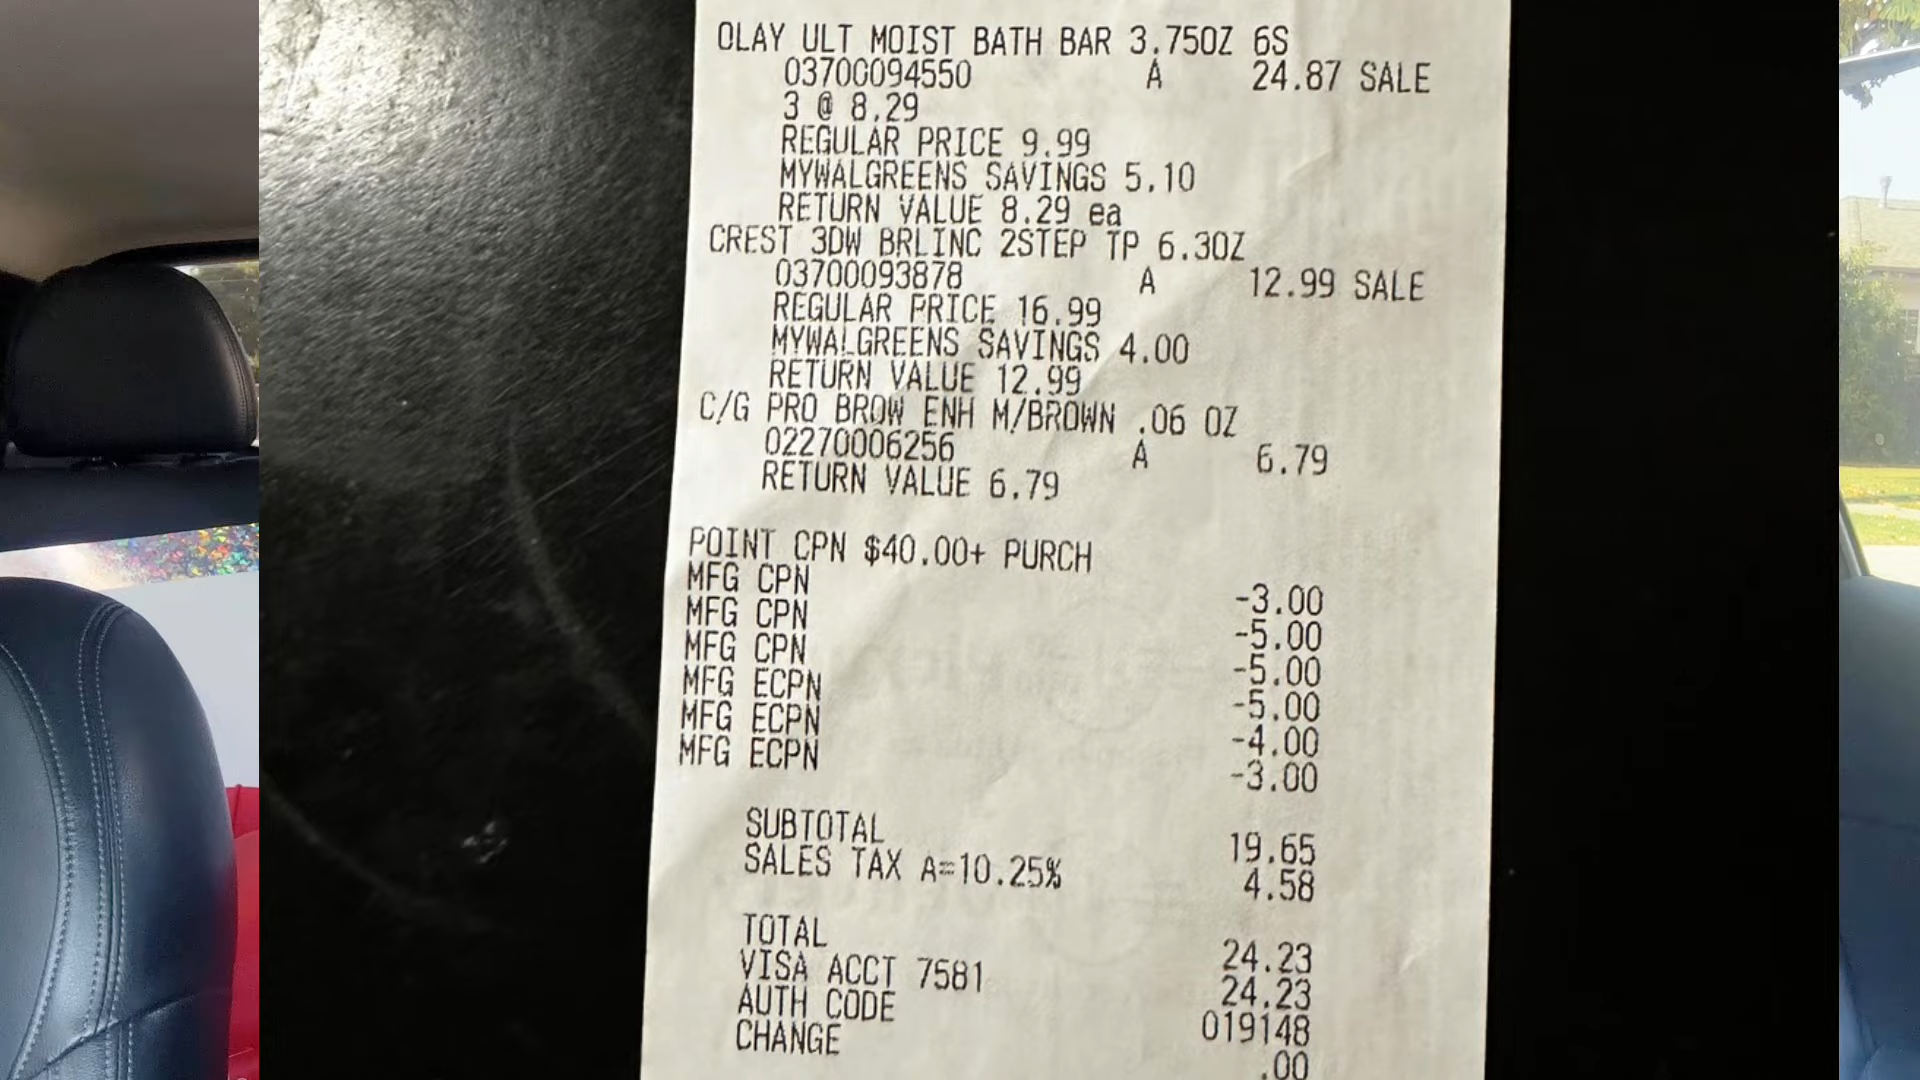 OLAY ULT MOIST BATH BAR 3.75OZ 6S
03700094550 A 24.87 SALE
3 @ 8.29
REGULAR PRICE 9.99
MYWALGREENS SAVINGS 5.10
RETURN VALUE 8.29 ea
CREST 3DW BRLINC 2STEP TP 6.3OZ
03700093878 A 12.99 SALE
REGULAR PRICE 16.99
MYWALGREENS SAVINGS 4.00
RETURN VALUE 12.99
C/G PRO BROW ENH M/BROWN .06 OZ
02270006256 A 6.79
RETURN VALUE 6.79
POINT CPN $40.00+ PURCH
MFG CPN -3.00
MFG CPN -5.00
MFG CPN -5.00
MFG ECPN -5.00
MFG ECPN -4.00
MFG ECPN -3.00
SUBTOTAL 19.65
SALES TAX A=10.25% 4.58
TOTAL 24.23
VISA ACCT 7581 24.23
AUTH CODE 019148
CHANGE .00